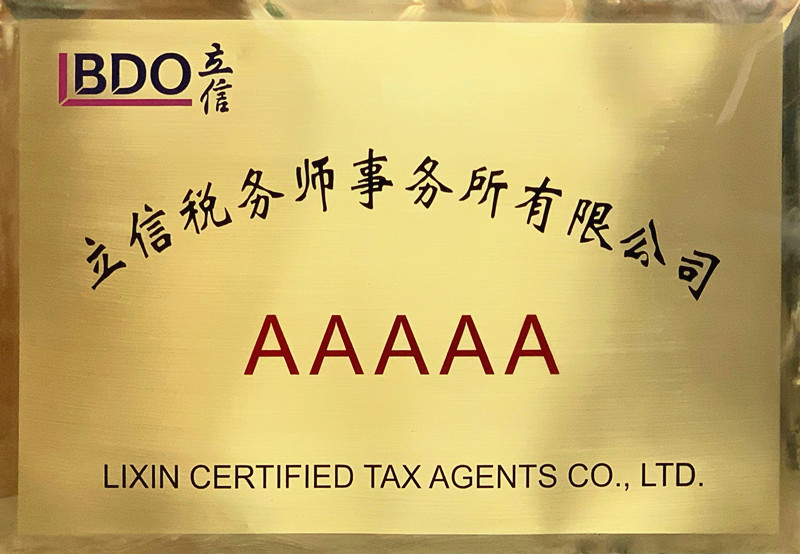 BDO 立信
立信税务师事务所有限公司
AAAAA
LIXIN CERTIFIED TAX AGENTS CO., LTD.